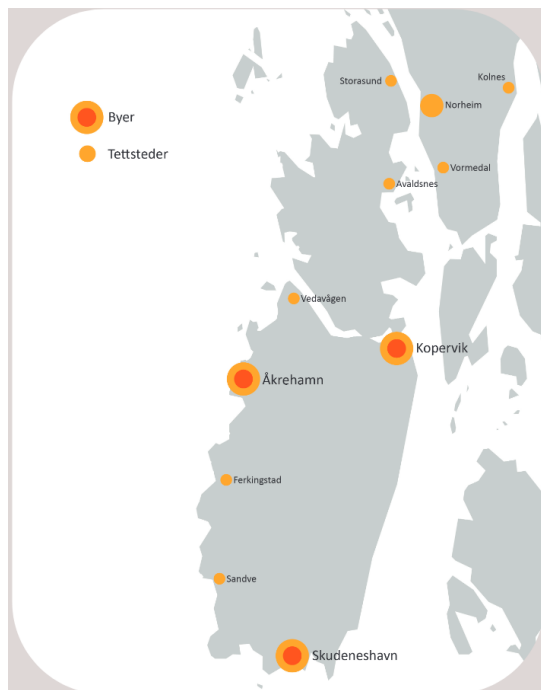 Byer
Tettsteder
Storasund
Kolnes
Norheim
Vormedal
Avaldsnes
Vedavågen
Kopervik
Åkrehamn
Ferkingstad
Sandve
Skudeneshavn